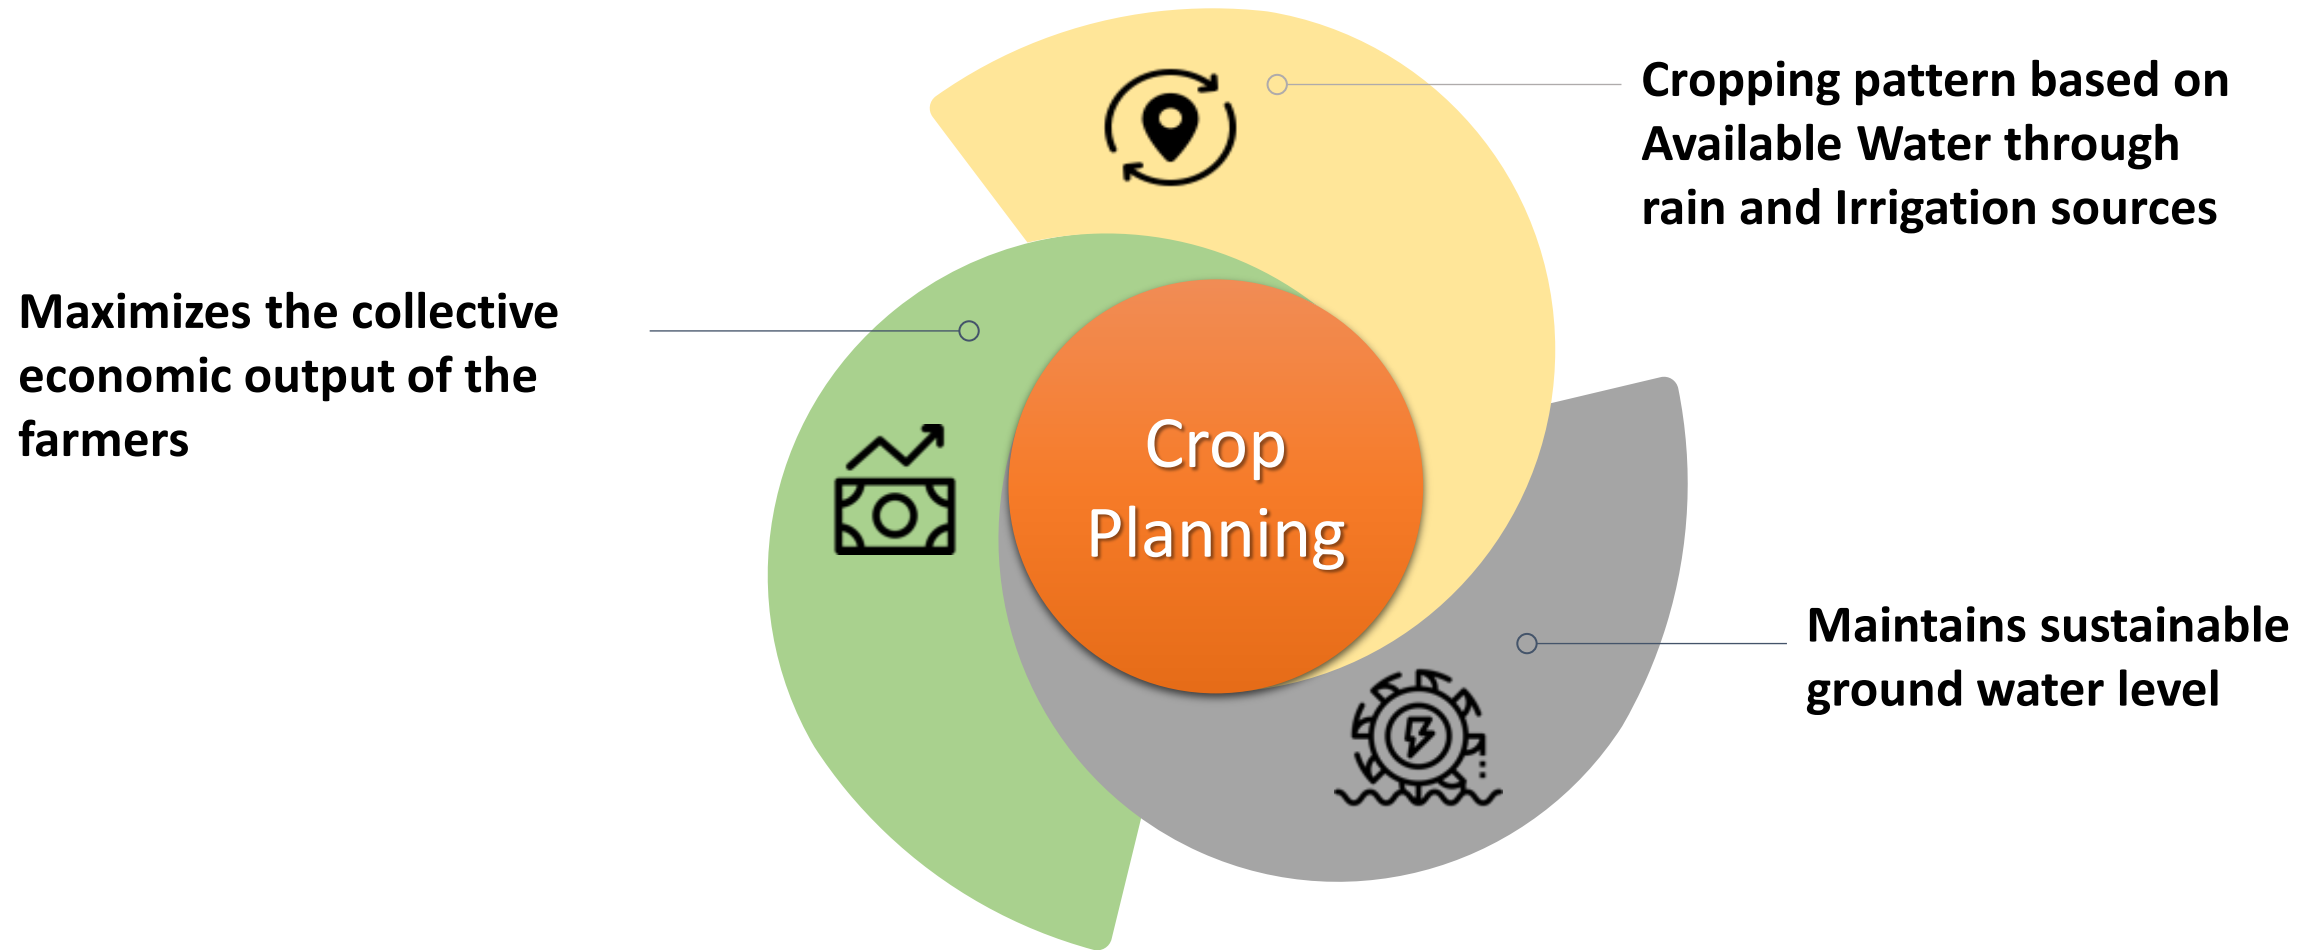 Cropping pattern based on
Available Water through
rain and Irrigation sources
Maximizes the collective
economic output of the
farmers
Crop
Planning
Maintains sustainable
ground water level